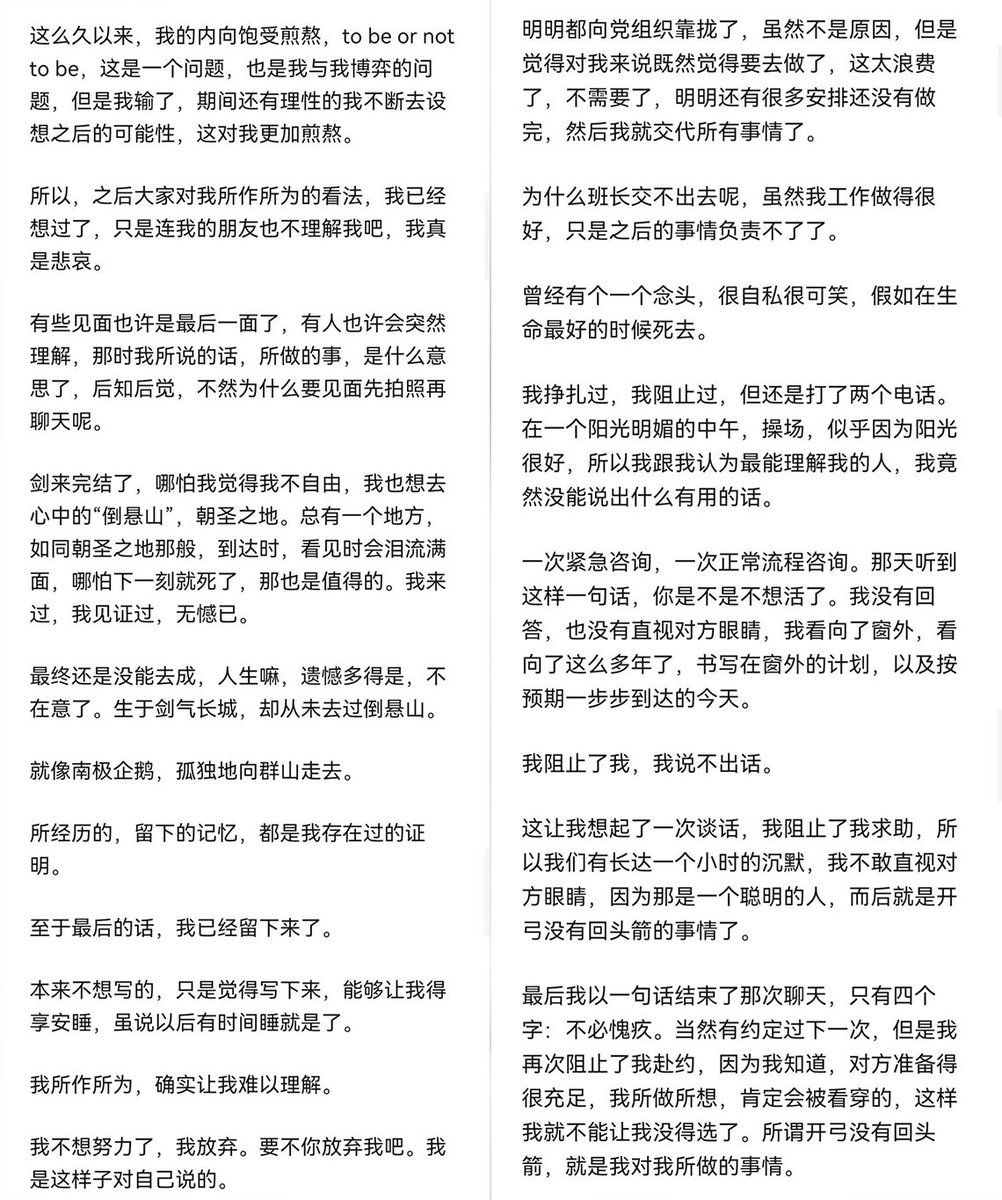 这么久以来，我的内向饱受煎熬，to be or not
to be，这是一个问题，也是我与我博弈的问
题，但是我输了，期间还有理性的我不断去设
想之后的可能性，这对我更加煎熬。
所以，之后大家对我所作所为的看法，我已经
想过了，只是连我的朋友也不理解我吧，我真
是悲哀。
有些见面也许是最后一面了，有人也许会突然
理解，那时我所说的话，所做的事，是什么意
思了，后知后觉，不然为什么要见面先拍照再
聊天呢。
剑来完结了，哪怕我觉得我不自由，我也想去
心中的“倒悬山”，朝圣之地。总有一个地方，
如同朝圣之地那般，到达时，看见时会泪流满
面，哪怕下一刻就死了，那也是值得的。我来
过，我见证过，无憾已。
最终还是没能去成，人生嘛，遗憾多得是，不
在意了。生于剑气长城，却从未去过倒悬山。
就像南极企鹅，孤独地向群山走去。
所经历的，留下的记忆，都是我存在过的证
明。
至于最后的话，我已经留下来了。
本来不想写的，只是觉得写下来，能够让我得
享安睡，虽说以后有时间睡就是了。
我所作所为，确实让我难以理解。
我不想努力了，我放弃。要不你放弃我吧。我
是这样子对自己说的。
明明都向党组织靠拢了，虽然不是原因，但是
觉得对我来说既然觉得要去做了，这太浪费
了，不需要了，明明还有很多安排还没有做
完，然后我就交代所有事情了。
为什么班长交不出去呢，虽然我工作做得很
好，只是之后的事情负责不了了。
曾经有个一个念头，很自私很可笑，假如在生
命最好的时候死去。
我挣扎过，我阻止过，但还是打了两个电话。
在一个阳光明媚的中午，操场，似乎因为阳光
很好，所以我跟我认为最能理解我的人，我竟
然没能说出什么有用的话。
一次紧急咨询，一次正常流程咨询。那天听到
这样一句话，你是不是不想活了。我没有回
答，也没有直视对方眼睛，我看向了窗外，看
向了这么多年了，书写在窗外的计划，以及按
预期一步步到达的今天。
我阻止了我，我说不出话。
这让我想起了一次谈话，我阻止了我求助，所
以我们有长达一个小时的沉默，我不敢直视对
方眼睛，因为那是一个聪明的人，而后就是开
弓没有回头箭的事情了。
最后我以一句话结束了那次聊天，只有四个
字：不必愧疚。当然有约定过下一次，但是我
再次阻止了我赴约，因为我知道，对方准备得
很充足，我所做所想，肯定会被看穿的，这样
我就不能让我没得选了。所谓开弓没有回头
箭，就是我对我所做的事情。